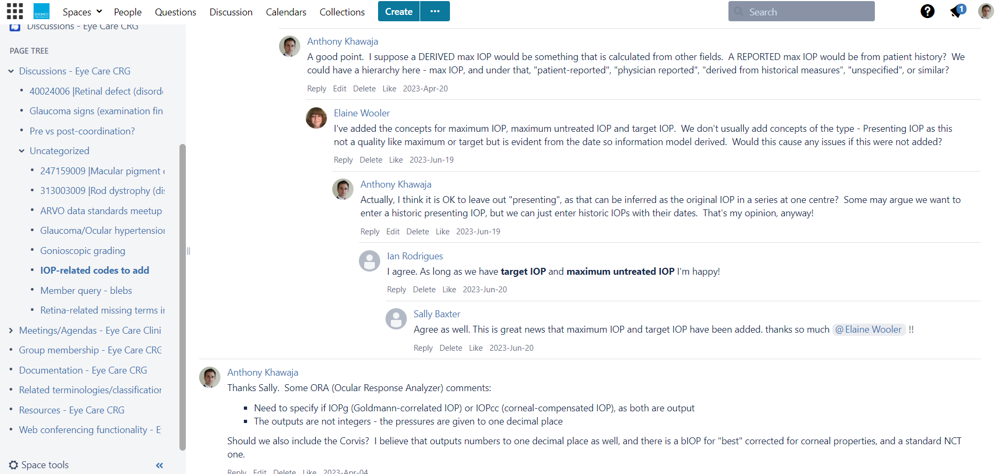 SNOMED
International
Spaces
People
Questions
Discussion
Calendars
Collections
Create
···
Search
?
1
Discussions - Eye Care CRG
PAGE TREE
Discussions - Eye Care CRG
40024006 |Retinal defect (disord
Glaucoma signs (examination fin
Pre vs post-coordination?
Uncategorized
247159009 |Macular pigment
313003009 |Rod dystrophy (di
ARVO data standards meetup
Glaucoma/Ocular hypertension
Gonioscopic grading
IOP-related codes to add
Member query - blebs
Retina-related missing terms i
Meetings/Agendas - Eye Care Clini
Group membership - Eye Care CRG
Documentation - Eye Care CRG
Related terminologies/classification
Resources - Eye Care CRG
Web conferencing functionality - E
Space tools
Anthony Khawaja
A good point. I suppose a DERIVED max IOP would be something that is calculated from other fields. A REPORTED max IOP would be from patient history? We
could have a hierarchy here - max IOP, and under that, "patient-reported", "physician reported", "derived from historical measures", "unspecified", or similar?
Reply Edit Delete Like 2023-Apr-20
Elaine Wooler
I've added the concepts for maximum IOP, maximum untreated IOP and target IOP. We don't usually add concepts of the type - Presenting IOP as this
not a quality like maximum or target but is evident from the date so information model derived. Would this cause any issues if this were not added?
Reply Delete Like 2023-Jun-19
Anthony Khawaja
Actually, I think it is OK to leave out "presenting", as that can be inferred as the original IOP in a series at one centre? Some may argue we want to
enter a historic presenting IOP, but we can just enter historic IOPs with their dates. That's my opinion, anyway!
Reply Edit Delete Like 2023-Jun-19
Ian Rodrigues
I agree. As long as we have target IOP and maximum untreated IOP I'm happy!
Reply Delete Like 2023-Jun-20
Sally Baxter
Agree as well. This is great news that maximum IOP and target IOP have been added. thanks so much @Elaine Wooler !!
Reply Delete Like 2023-Jun-20
Anthony Khawaja
Thanks Sally. Some ORA (Ocular Response Analyzer) comments:
Need to specify if IOPg (Goldmann-correlated IOP) or IOPcc (corneal-compensated IOP), as both are output
The outputs are not integers - the pressures are given to one decimal place
Should we also include the Corvis? I believe that outputs numbers to one decimal place as well, and there is a bIOP for "best" corrected for corneal properties, and a standard NCT
one.
Reply Edit Delete Like 2023-Apr-04